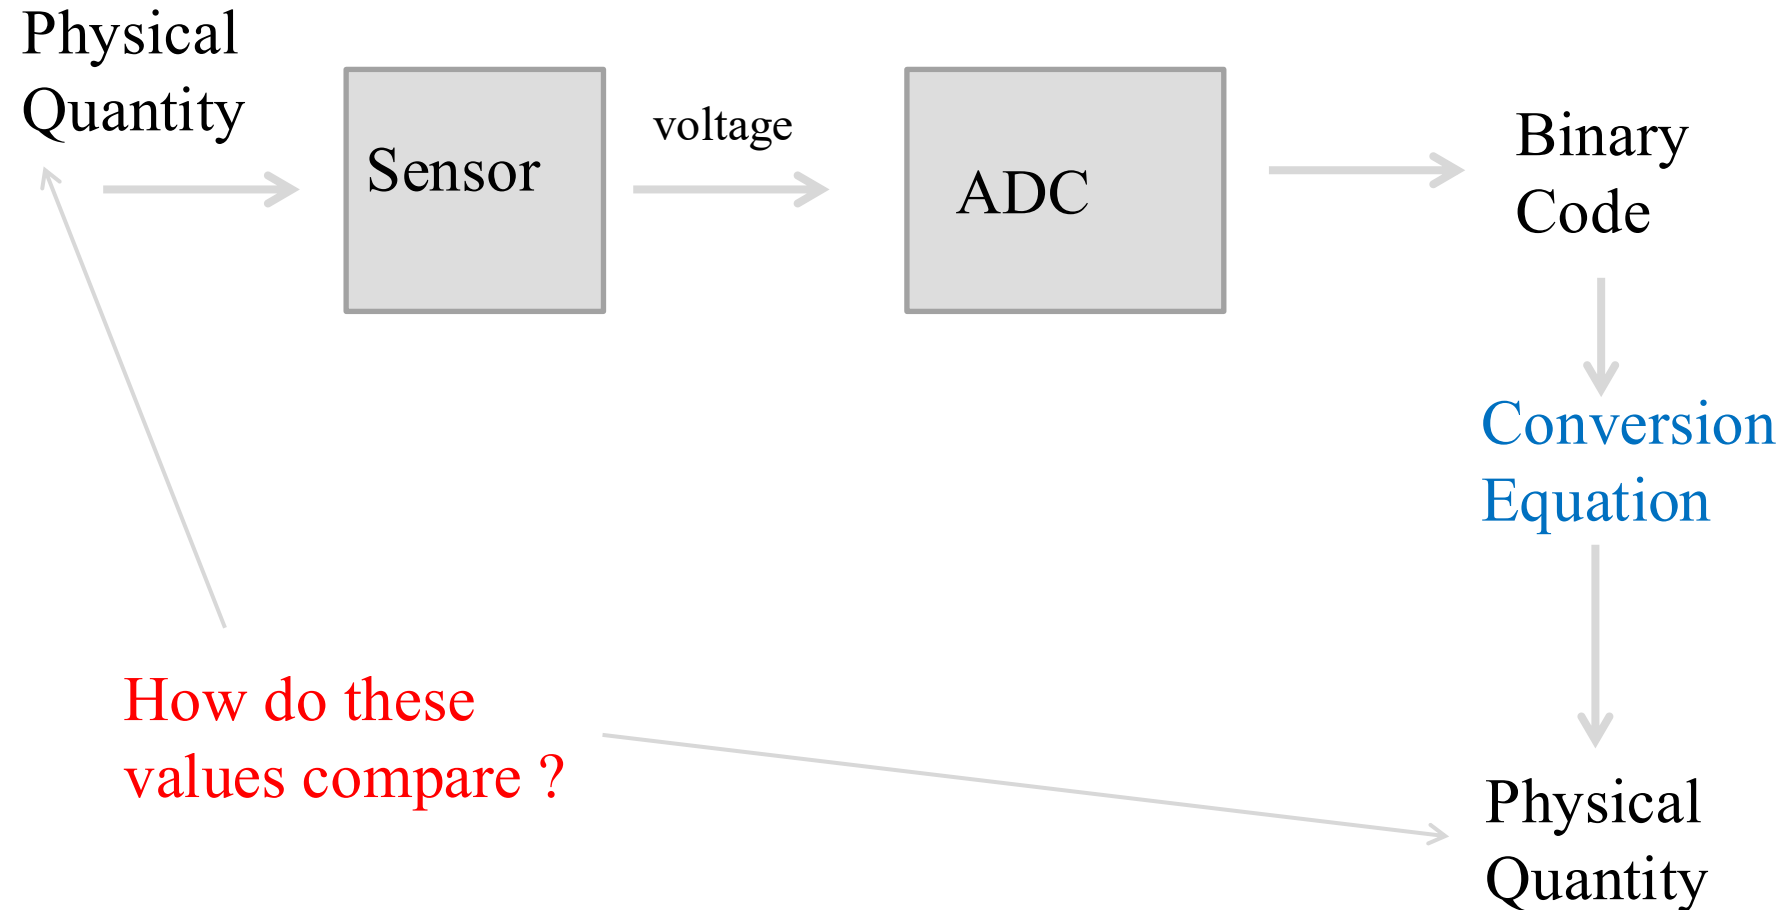 Physical
Quantity
Sensor
voltage
ADC
Binary
Code
Conversion
Equation
How do these
values compare ?
Physical
Quantity